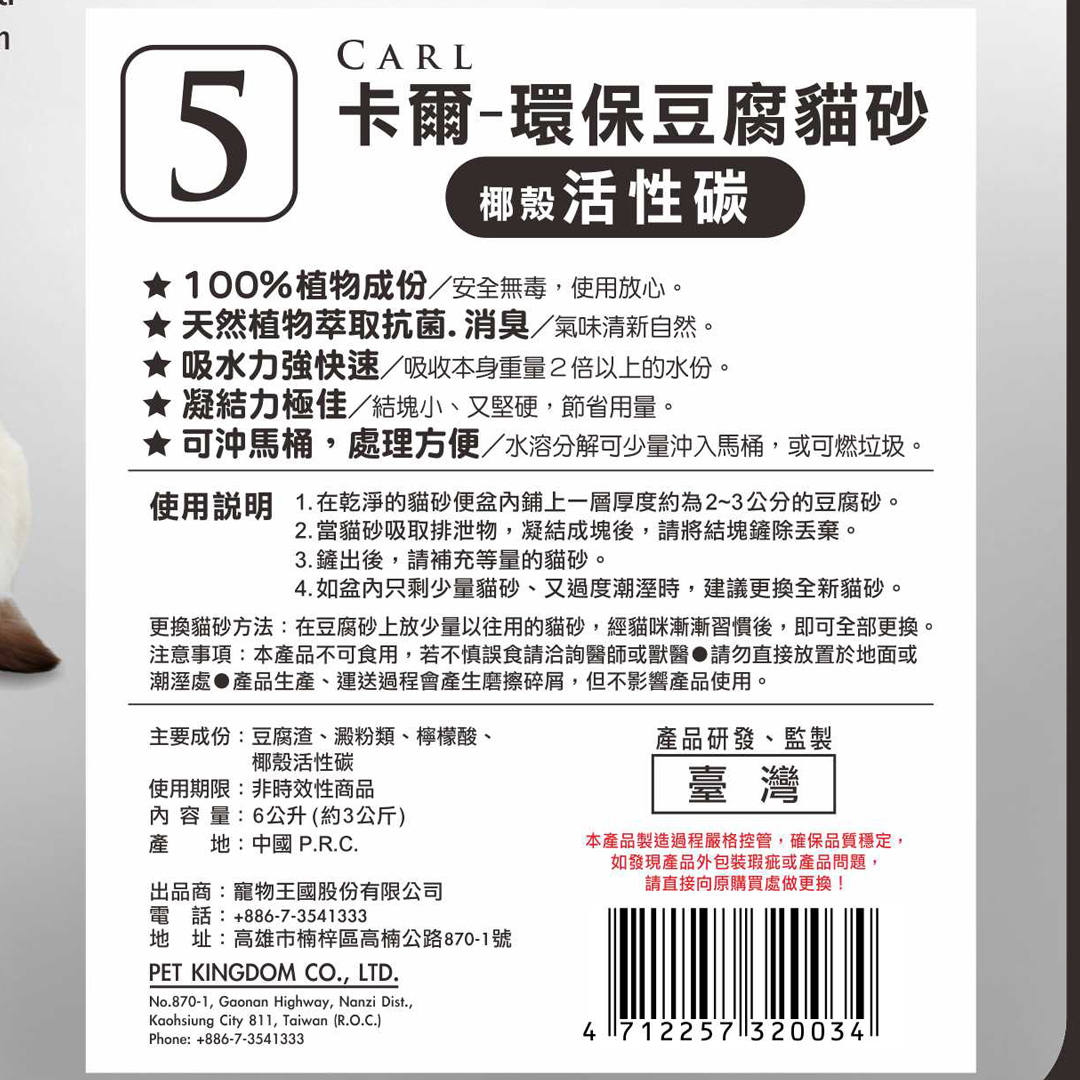 5
CARL
卡爾-環保豆腐貓砂
椰殼活性碳
★ 100%植物成份/安全無毒，使用放心。
★ 天然植物萃取抗菌.消臭/氣味清新自然。
★ 吸水力強快速/吸收本身重量2倍以上的水份。
★ 凝結力極佳/結塊小、又堅硬，節省用量。
★ 可沖馬桶，處理方便/水溶分解可少量沖入馬桶，或可燃垃圾。
使用説明 1.在乾淨的貓砂便盆內鋪上一層厚度約為2~3公分的豆腐砂。
2.當貓砂吸取排泄物，凝結成塊後，請將結塊鏟除丟棄。
3.鏟出後，請補充等量的貓砂。
4.如盆內只剩少量貓砂、又過度潮溼時，建議更換全新貓砂。
更換貓砂方法：在豆腐砂上放少量以往用的貓砂，經貓咪漸漸習慣後，即可全部更換。
注意事項：本產品不可食用，若不慎誤食請洽詢醫師或獸醫●請勿直接放置於地面或
潮溼處●產品生產、運送過程會產生磨擦碎屑，但不影響產品使用。
主要成份：豆腐渣、澱粉類、檸檬酸、
椰殼活性碳
使用期限：非時效性商品
內容量：6公升(約3公斤)
產地：中國 P.R.C.
產品研發、監製
臺灣
本產品製造過程嚴格控管，確保品質穩定，
如發現產品外包裝瑕疵或產品問題，
請直接向原購買處做更換！
出品商：寵物王國股份有限公司
電話：+886-7-3541333
地址：高雄市楠梓區高楠公路870-1號
PET KINGDOM CO., LTD.
No.870-1, Gaonan Highway, Nanzi Dist.,
Kaohsiung City 811, Taiwan (R.O.C.)
Phone: +886-7-3541333
4 712257 320034